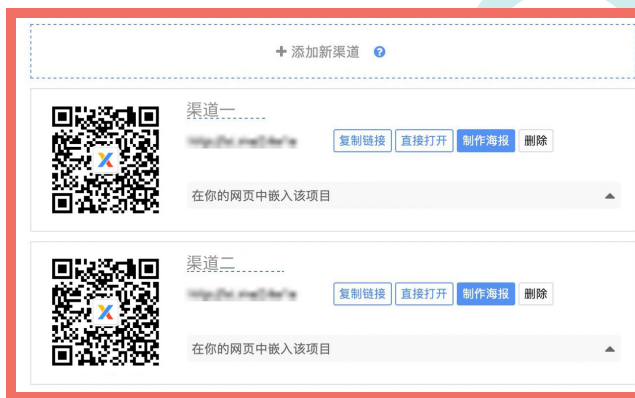 + 添加新渠道 ?
渠道一
复制链接 直接打开 制作海报 删除
在你的网页中嵌入该项目
渠道二
复制链接 直接打开 制作海报 删除
在你的网页中嵌入该项目